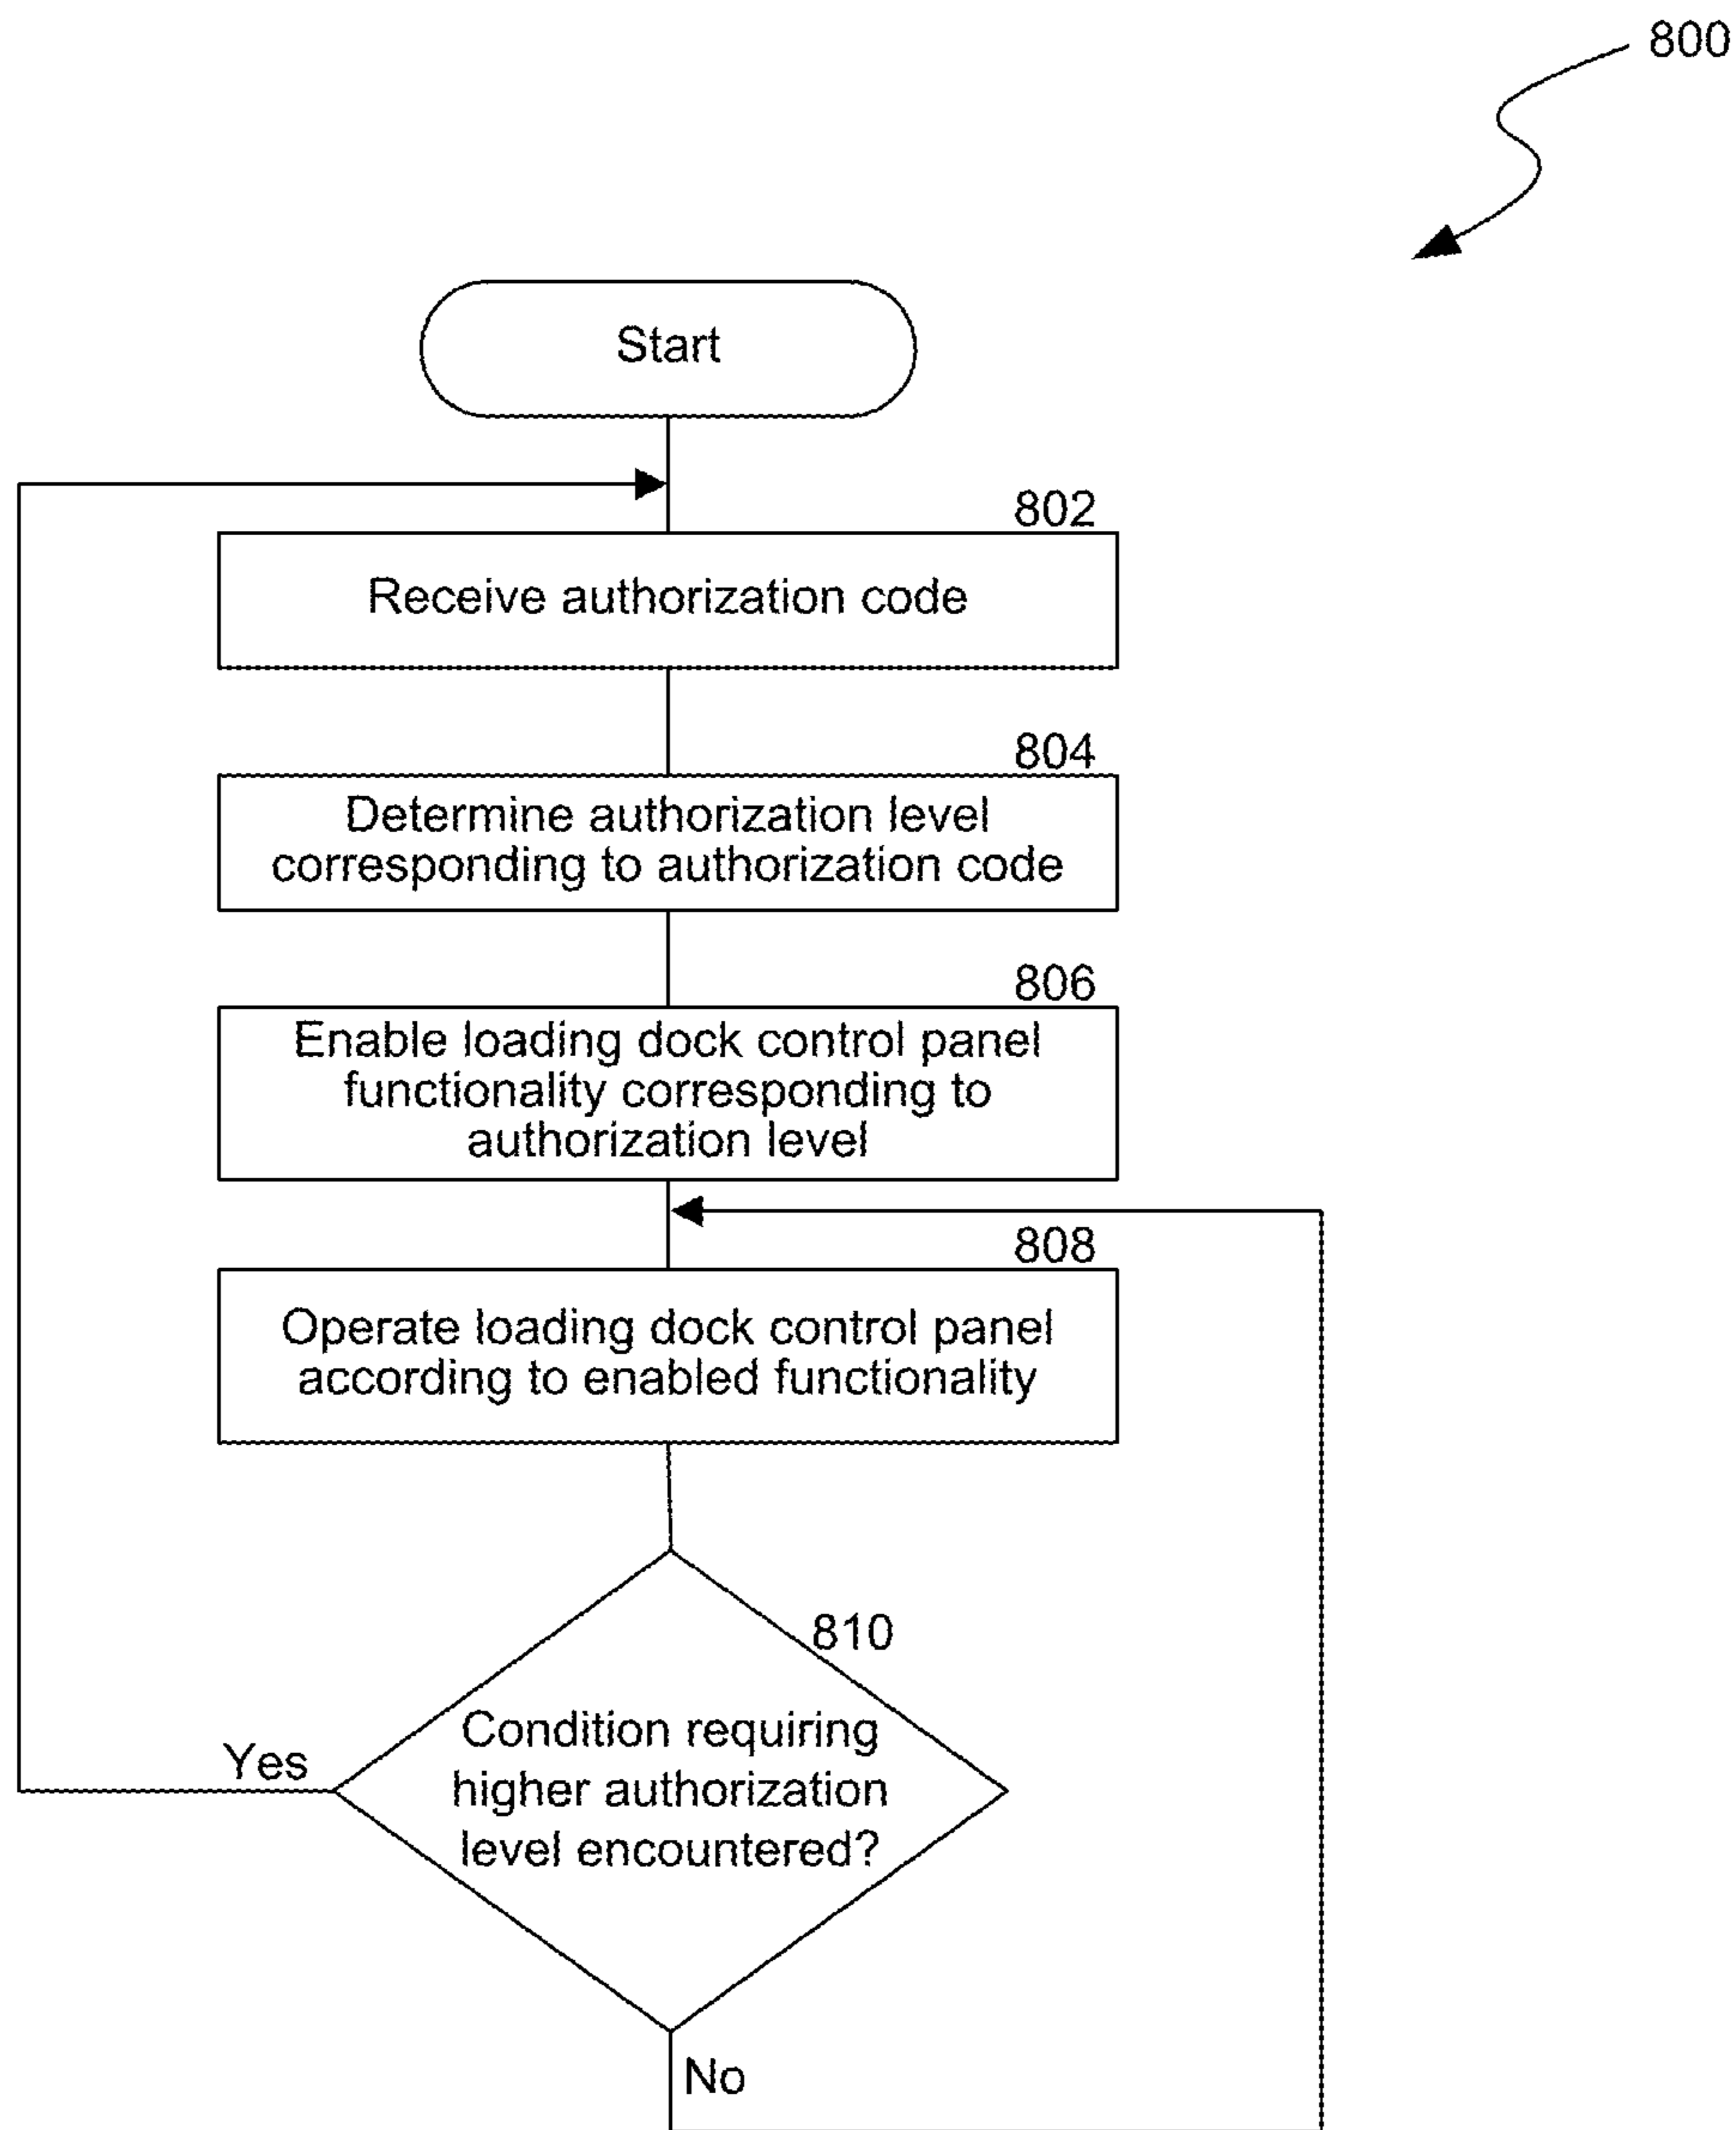 800
Start
802
Receive authorization code
804
Determine authorization level
corresponding to authorization code
806
Enable loading dock control panel
functionality corresponding to
authorization level
808
Operate loading dock control panel
according to enabled functionality
810
Condition requiring
higher authorization
level encountered?
Yes
No